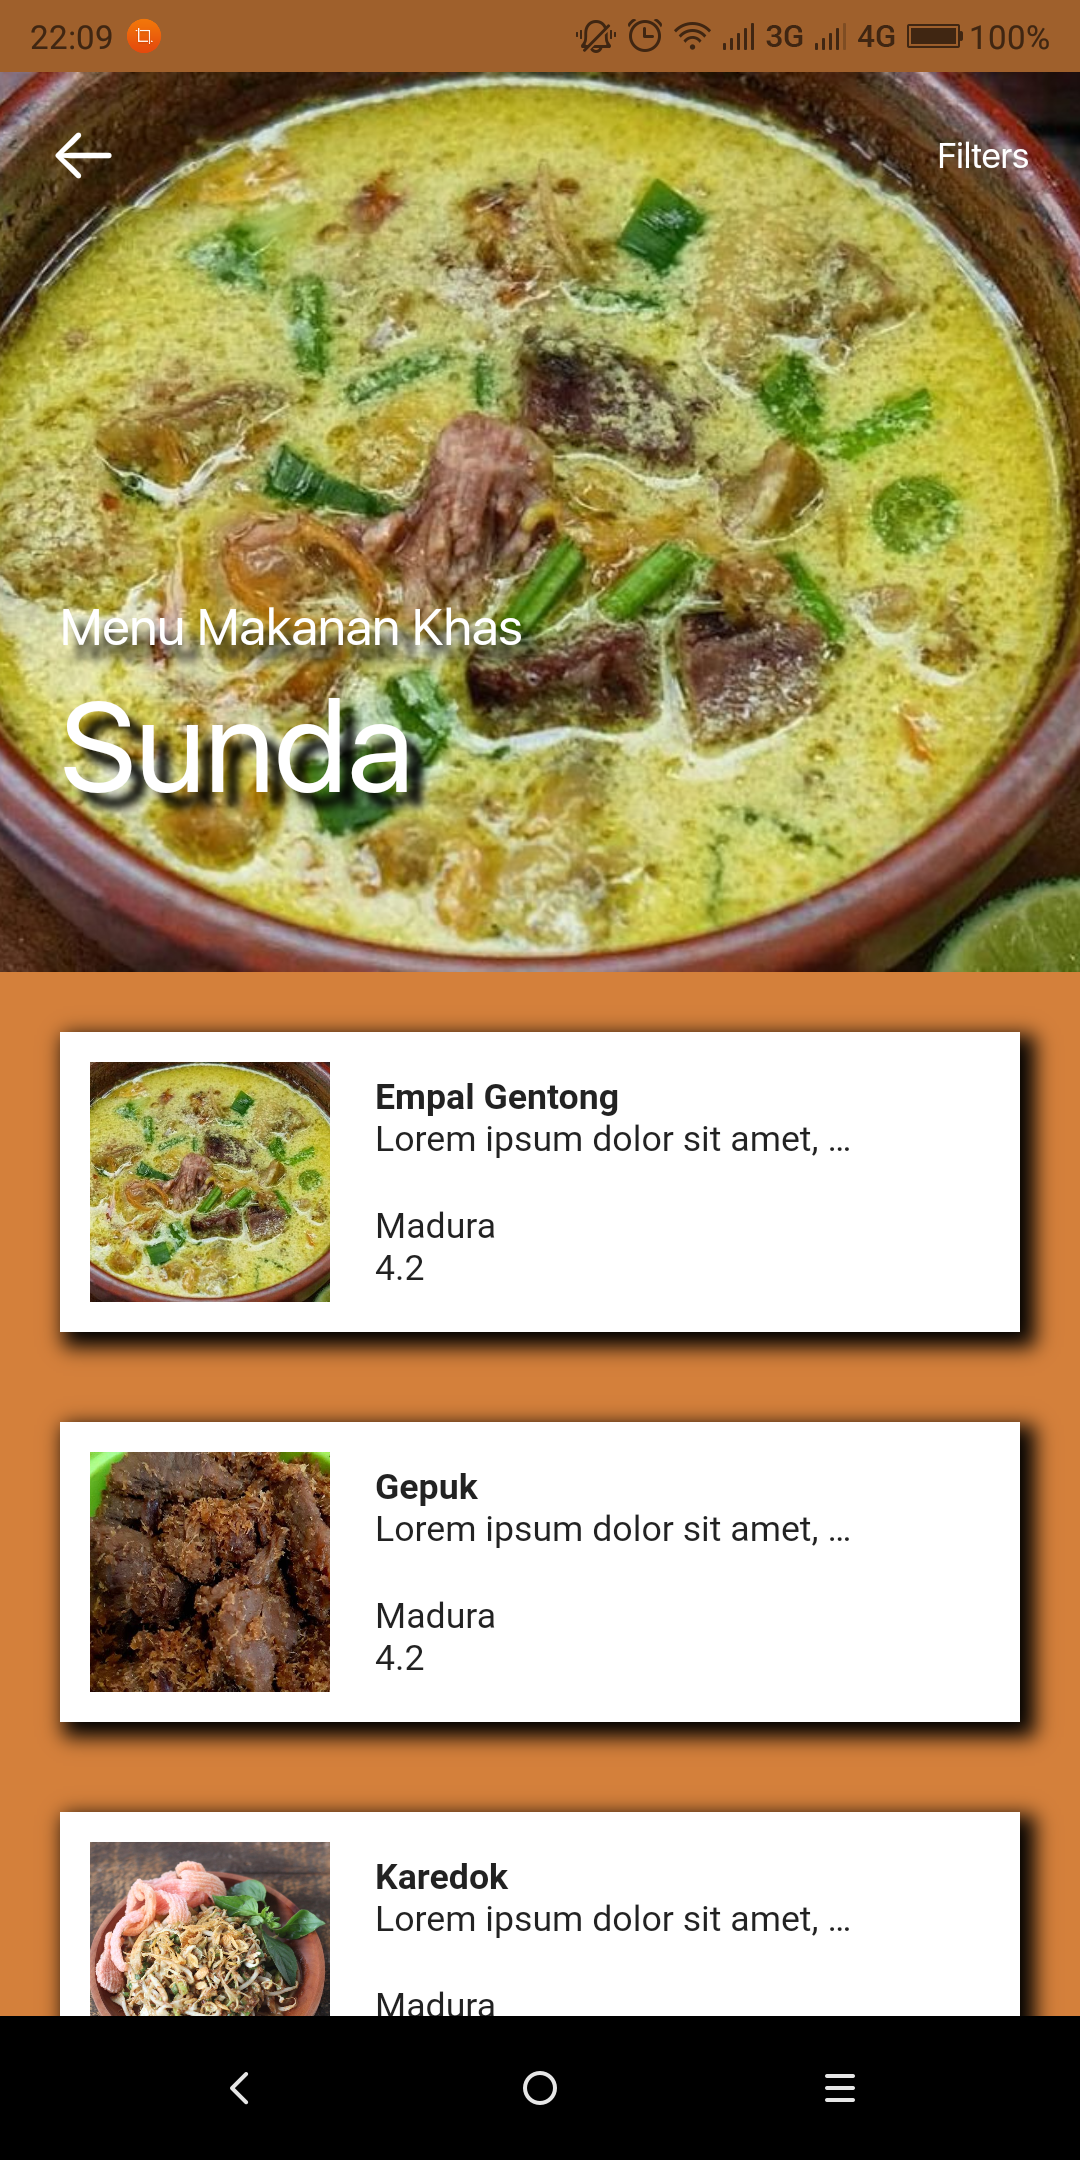 22:09 3G 4G 100%
Filters
Menu Makanan Khas
Sunda
Empal Gentong
Lorem ipsum dolor sit amet, ...
Madura
4.2
Gepuk
Lorem ipsum dolor sit amet, ...
Madura
4.2
Karedok
Lorem ipsum dolor sit amet, ...
Madura